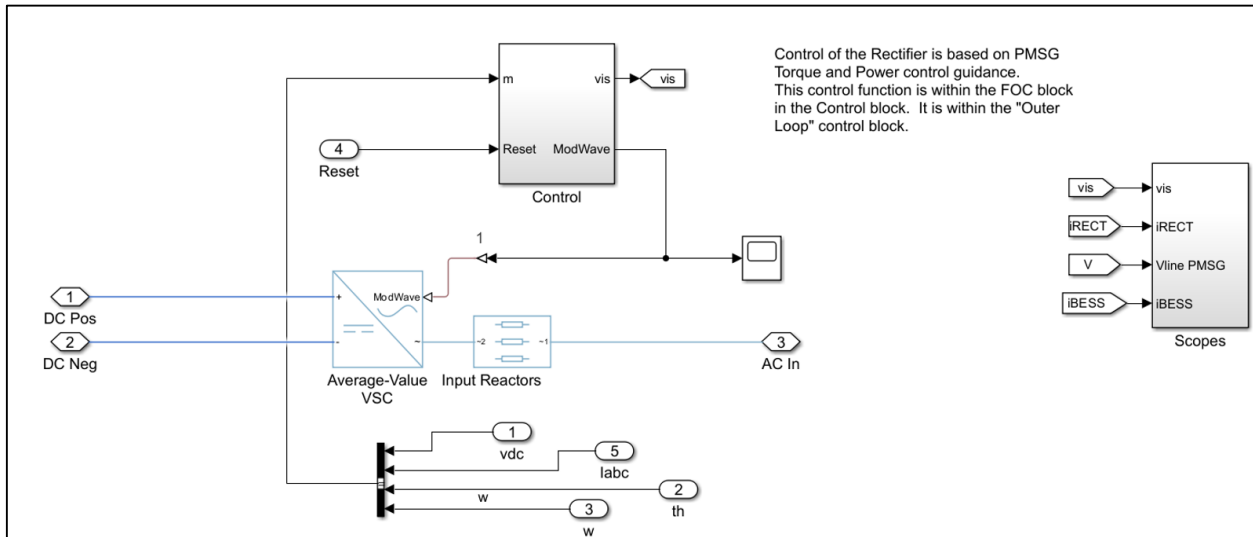 Control of the Rectifier is based on PMSG
Torque and Power control guidance.
This control function is within the FOC block
in the Control block.  It is within the "Outer
Loop" control block.
m
vis
vis
4
Reset
Reset
ModWave
Control
1
vis
vis
iRECT
iRECT
V
Vline PMSG
iBESS
iBESS
Scopes
1
DC Pos
+
ModWave
2
DC Neg
-
~
~2
~1
3
AC In
Average-Value
VSC
Input Reactors
1
vdc
5
Iabc
w
2
th
3
w